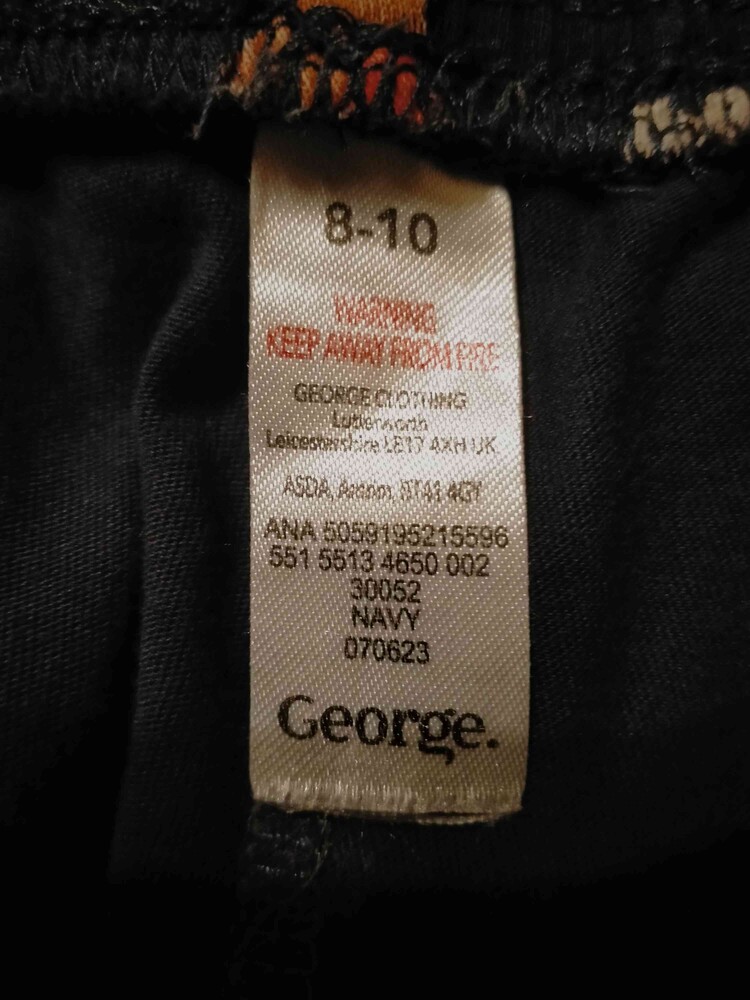 8-10
WARNING
KEEP AWAY FROM FIRE
GEORGE CLOTHING
Lutterworth
Leicestershire LE17 4XH UK
ASDA, Antrim, BT41 4GY
ANA 5059195215596
551 5513 4650 002
30052
NAVY
070623
George.